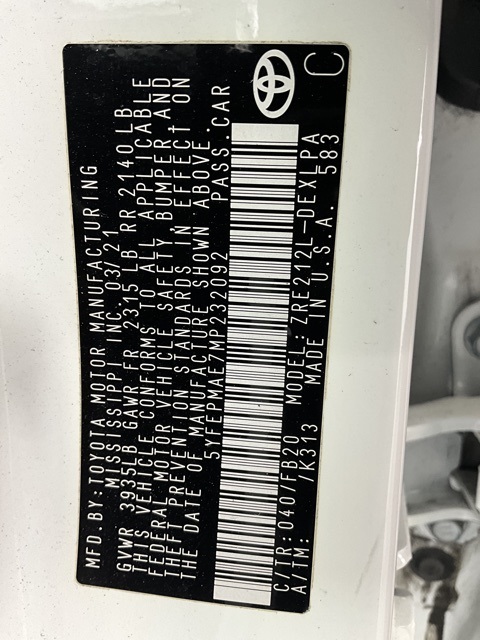 MFD.BY: TOYOTA MOTOR MANUFACTURING
MISSISSIPPI INC. 03/21
GVWR 3935LB GAWR FR 2315 LB RR 2140 LB
THIS VEHICLE CONFORMS TO ALL APPLICABLE
FEDERAL MOTOR VEHICLE SAFETY, BUMPER AND
THEFT PREVENTION STANDARDS IN EFFECT ON
THE DATE OF MANUFACTURE SHOWN ABOVE.
5YFEPMAE7MP232092 PASS.CAR
C/TR: 040/FB20 MODEL: ZRE212L-DEXLPA
A/TM: /K313 MADE IN U.S.A. 583
C